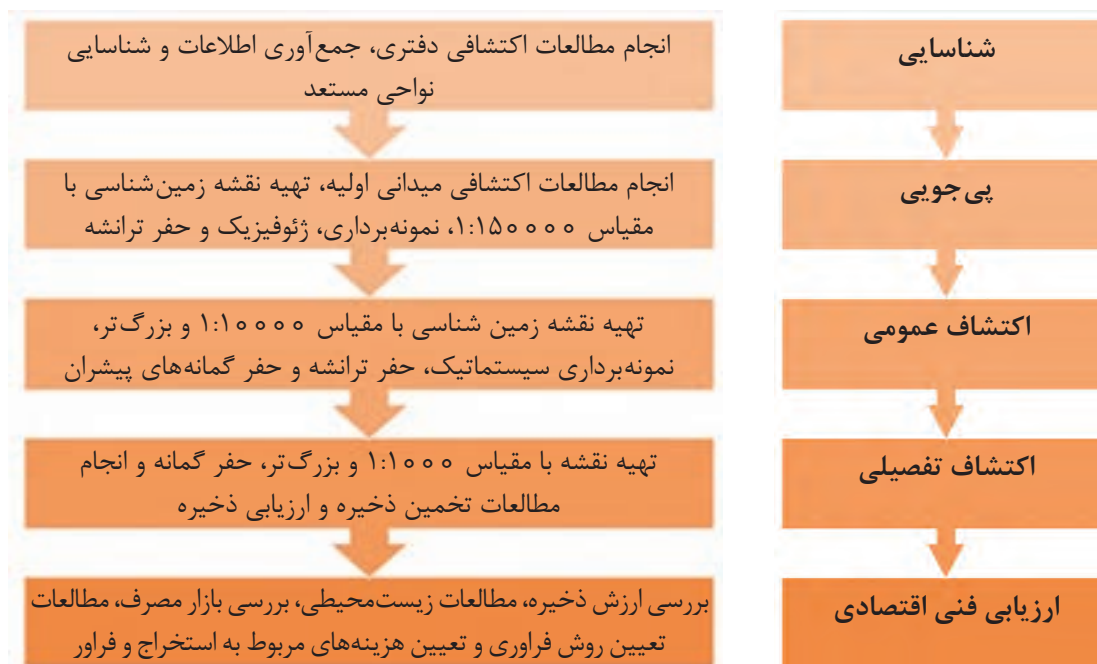 شناسایی
انجام مطالعات اکتشافی دفتری، جمع‌آوری اطلاعات و شناسایی
نواحی مستعد
پی‌جویی
انجام مطالعات اکتشافی میدانی اولیه، تهیه نقشه زمین‌شناسی با
مقیاس ۱:۱۵۰۰۰۰، نمونه‌برداری، ژئوفیزیک و حفر ترانشه
اکتشاف عمومی
تهیه نقشه زمین شناسی با مقیاس ۱:۱۰۰۰۰ و بزرگ‌تر،
نمونه‌برداری سیستماتیک، حفر ترانشه و حفر گمانه‌های پیشران
اکتشاف تفصیلی
تهیه نقشه با مقیاس ۱:۱۰۰۰ و بزرگ‌تر، حفر گمانه و انجام
مطالعات تخمین ذخیره و ارزیابی ذخیره
ارزیابی فنی اقتصادی
بررسی ارزش ذخیره، مطالعات زیست‌محیطی، بررسی بازار مصرف، مطالعات
تعیین روش فراوری و تعیین هزینه‌های مربوط به استخراج و فراور